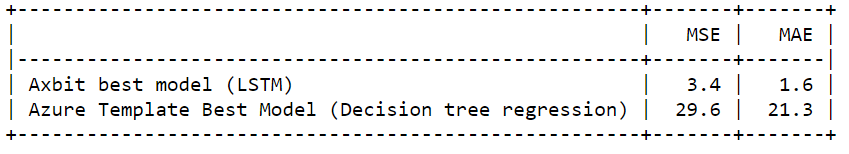 MSE | MAE
Axbit best model (LSTM) | 3.4 | 1.6
Azure Template Best Model (Decision tree regression) | 29.6 | 21.3